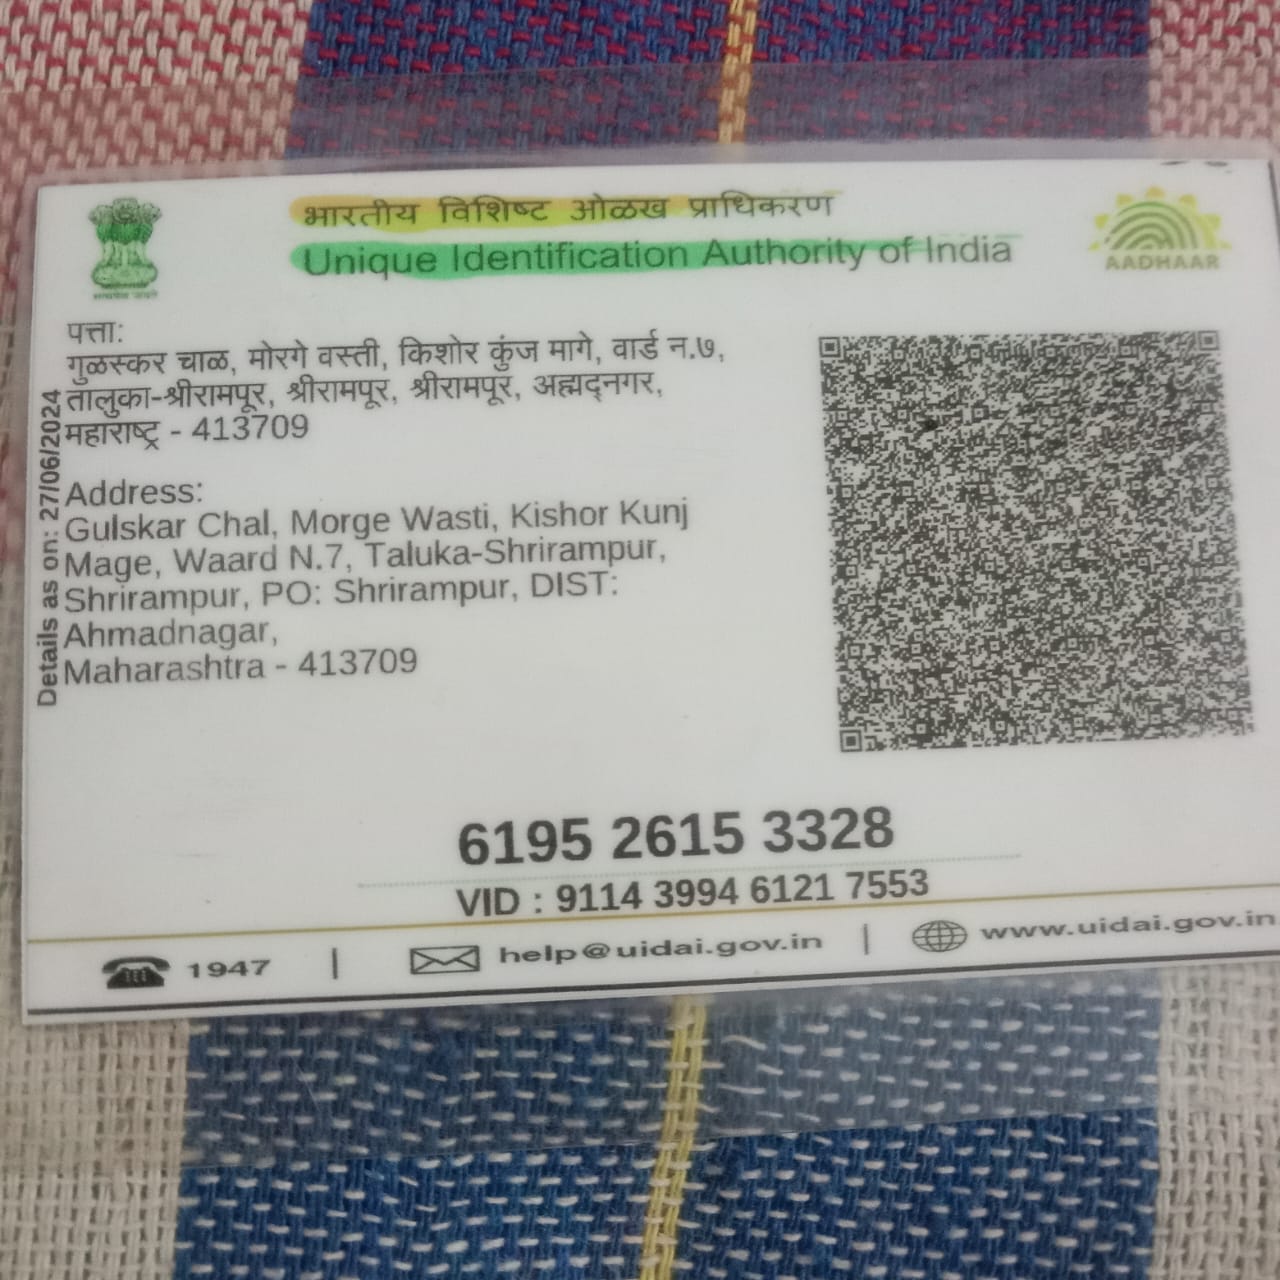 भारतीय विशिष्ट ओळख प्राधिकरण
Unique Identification Authority of India
AADHAAR
पत्ता:
गुळस्कर चाळ, मोरगे वस्ती, किशोर कुंज मागे, वार्ड न.७,
तालुका-श्रीरामपूर, श्रीरामपूर, श्रीरामपूर, अह्मद्नगर,
महाराष्ट्र - 413709
Address:
Gulskar Chal, Morge Wasti, Kishor Kunj
Mage, Waard N.7, Taluka-Shrirampur,
Shrirampur, PO: Shrirampur, DIST:
Ahmadnagar,
Maharashtra - 413709
Details as on: 27/06/2024
6195 2615 3328
VID : 9114 3994 6121 7553
1947 | help@uidai.gov.in | www.uidai.gov.in